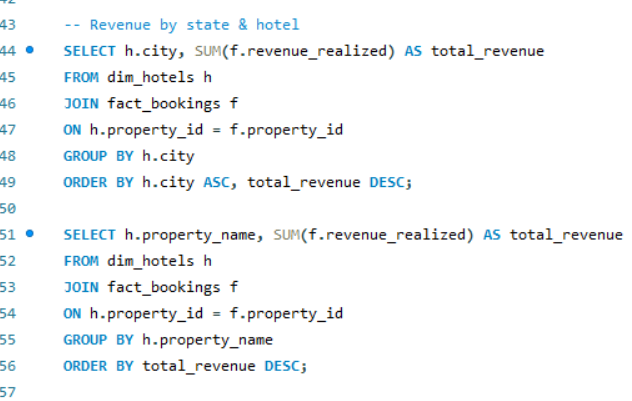 43 -- Revenue by state & hotel
44 SELECT h.city, SUM(f.revenue_realized) AS total_revenue
45 FROM dim_hotels h
46 JOIN fact_bookings f
47 ON h.property_id = f.property_id
48 GROUP BY h.city
49 ORDER BY h.city ASC, total_revenue DESC;
50
51 SELECT h.property_name, SUM(f.revenue_realized) AS total_revenue
52 FROM dim_hotels h
53 JOIN fact_bookings f
54 ON h.property_id = f.property_id
55 GROUP BY h.property_name
56 ORDER BY total_revenue DESC;
57